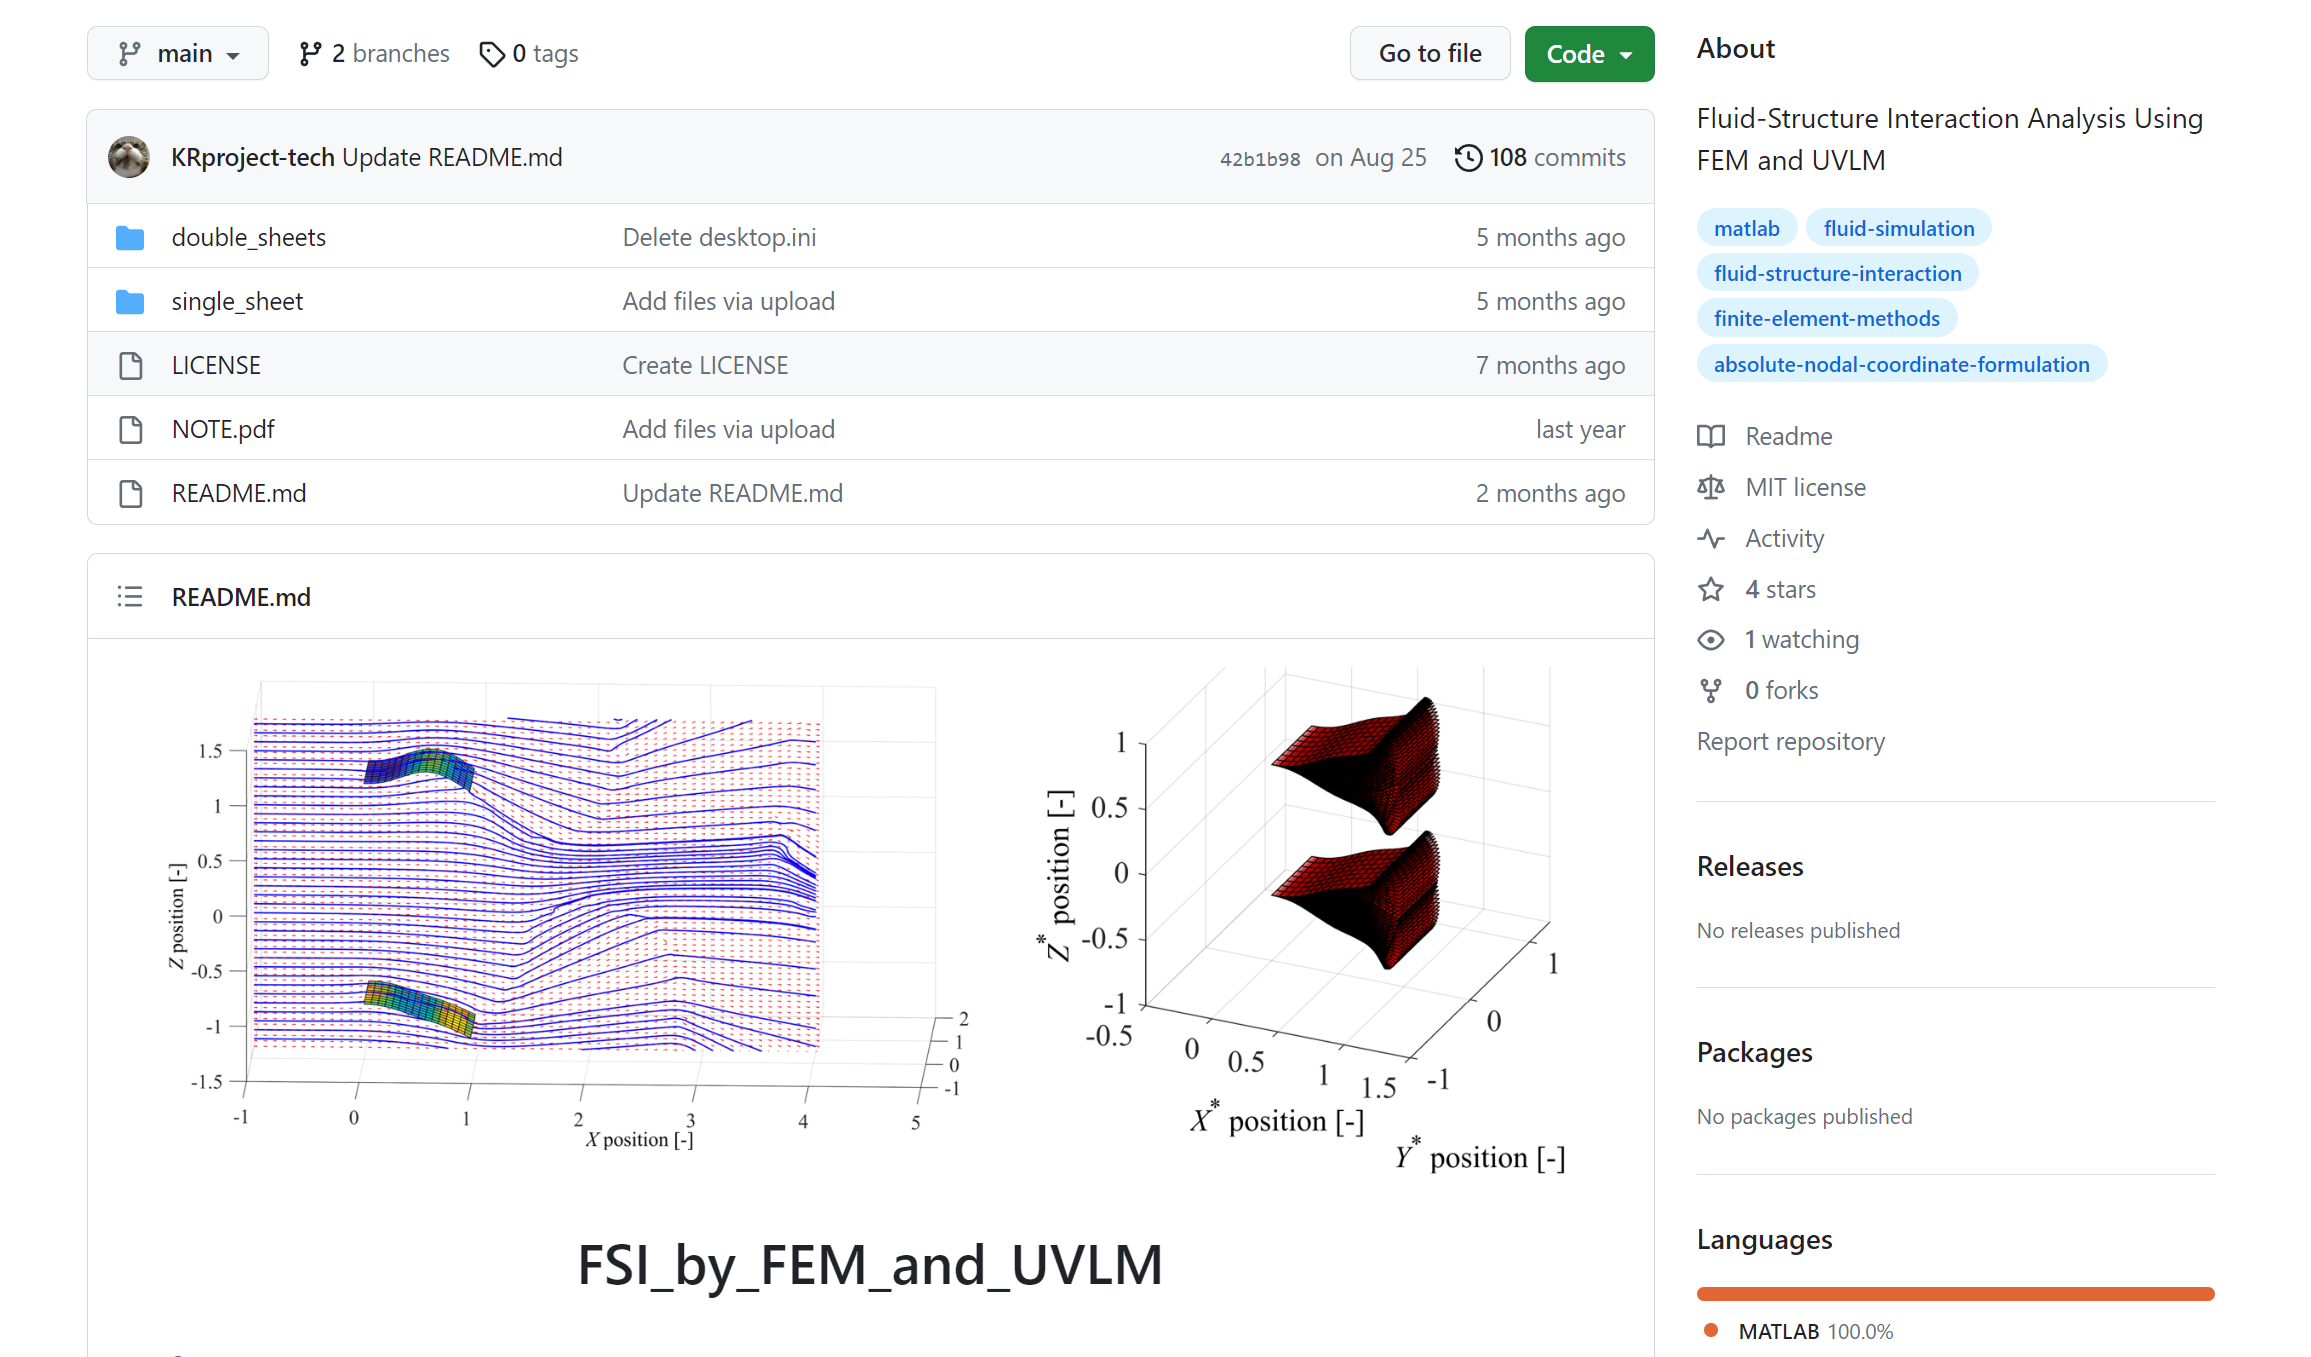 main 2 branches 0 tags Go to file Code
KRproject-tech Update README.md 42b1b98 on Aug 25 108 commits
double_sheets Delete desktop.ini 5 months ago
single_sheet Add files via upload 5 months ago
LICENSE Create LICENSE 7 months ago
NOTE.pdf Add files via upload last year
README.md Update README.md 2 months ago
README.md
1.5
1
0.5
0
-0.5
-1
-1.5
Z position [-]
-1 0 1 2 3 4 5
X position [-]
2
1
0
-1
1
0.5
0
-0.5
-1
Z* position [-]
-0.5 0 0.5 1 1.5
X* position [-]
-1 0 1
Y* position [-]
FSI_by_FEM_and_UVLM
About
Fluid-Structure Interaction Analysis Using
FEM and UVLM
matlab fluid-simulation
fluid-structure-interaction
finite-element-methods
absolute-nodal-coordinate-formulation
Readme
MIT license
Activity
4 stars
1 watching
0 forks
Report repository
Releases
No releases published
Packages
No packages published
Languages
MATLAB 100.0%